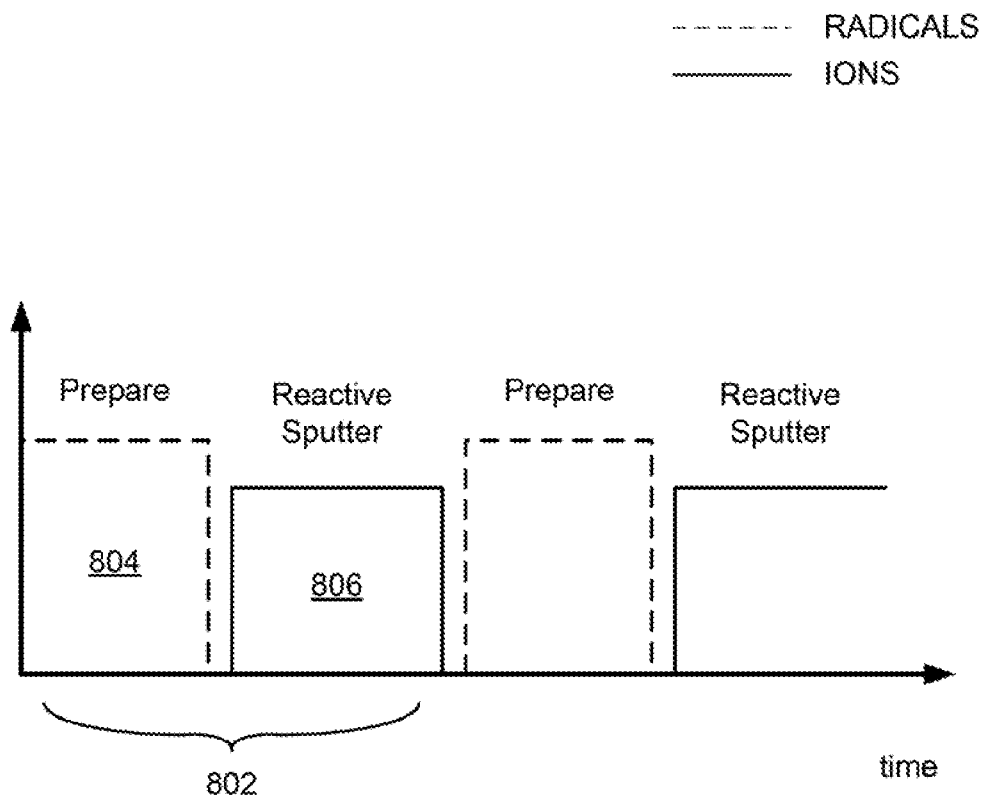 RADICALS
IONS
Prepare
Reactive
Sputter
Prepare
Reactive
Sputter
804
806
802
time